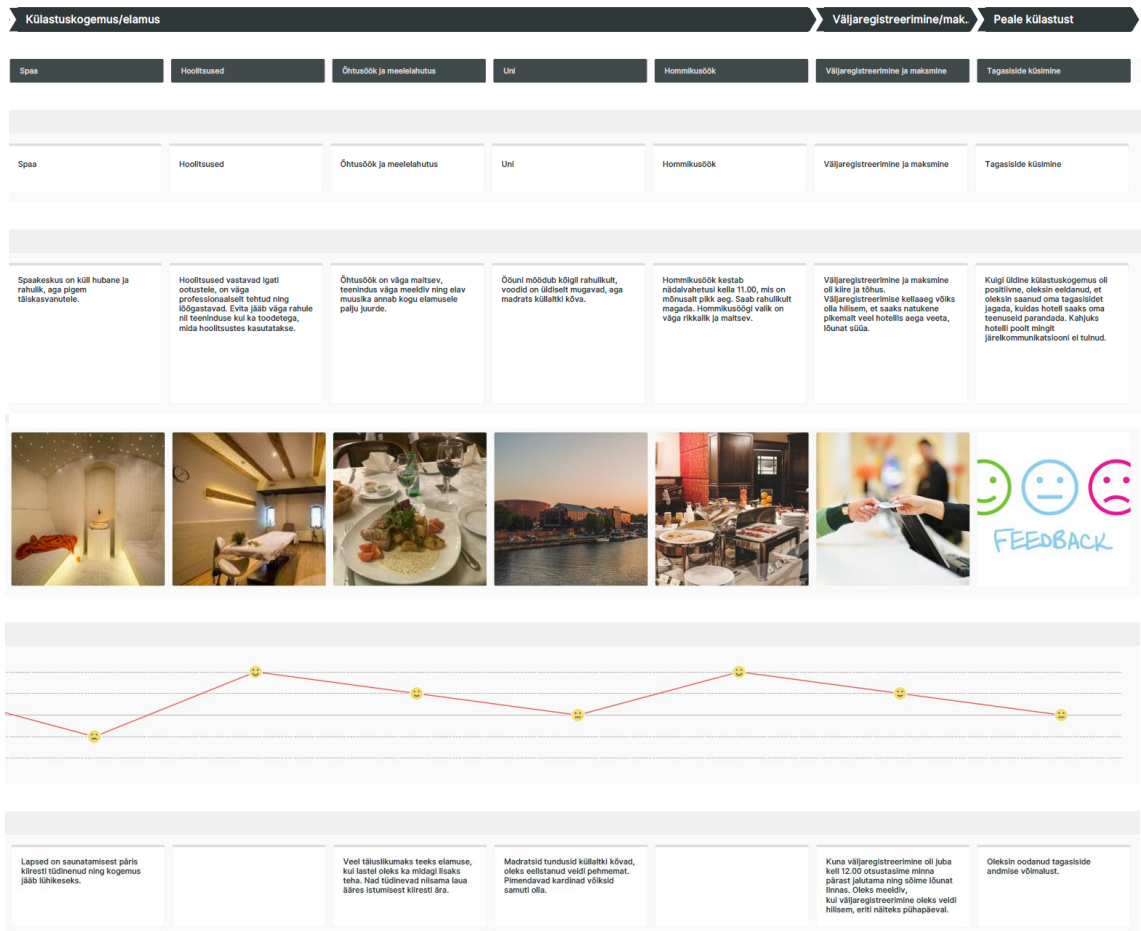 Külastuskogemus/elamus
Väljaregistreerimine/mak..
Peale külastust
Spaa
Hoolitsused
Õhtusöök ja meelelahutus
Uni
Hommikusöök
Väljaregistreerimine ja maksmine
Tagasiside küsimine
Spaa
Hoolitsused
Õhtusöök ja meelelahutus
Uni
Hommikusöök
Väljaregistreerimine ja maksmine
Tagasiside küsimine
Spaakeskus on küll hubane ja
rahulik, aga pigem
täiskasvanutele.
Hoolitsused vastavad igati
ootustele, on väga
professionaalselt tehtud ning
lõõgastavad. Evita jääb väga rahule
nii teeninduse kui ka toodetega,
mida hoolitsustes kasutatakse.
Õhtusöök on väga maitsev,
teenindus väga meeldiv ning elav
muusika annab kogu elamusele
palju juurde.
Ööuni möödub kõigil rahulikult,
voodid on üldiselt mugavad, aga
madrats küllaltki kõva.
Hommikusöök kestab
nädalvahetusi kella 11.00, mis on
mõnusalt pikk aeg. Saab rahulikult
magada. Hommikusöögi valik on
väga rikkalik ja maitsev.
Väljaregistreerimine ja maksmine
oli kiire ja tõhus.
Väljaregistreerimise kellaaeg võiks
olla hilisem, et saaks natukene
pikemalt veel hotellis aega veeta,
lõunat süüa.
Kuigi üldine külastuskogemus oli
positiivne, oleksin eeldanud, et
oleksin saanud oma tagasisidet
jagada, kuidas hotell saaks oma
teenuseid parandada. Kahjuks
hotelli poolt mingit
järelkommunikatsiooni ei tulnud.
FEEDBACK
Lapsed on saunatamisest päris
kiiresti tüdinenud ning kogemus
jääb lühikeseks.
Veel täiuslikumaks teeks elamuse,
kui lastel oleks ka midagi lisaks
teha. Nad tüdinevad niisama laua
ääres istumisest kiiresti ära.
Madratsid tundusid küllaltki kõvad,
oleks eelistanud veidi pehmemat.
Pimendavad kardinad võiksid
samuti olla.
Kuna väljaregistreerimine oli juba
kell 12.00 otsustasime minna
pärast jalutama ning sõime lõunat
linnas. Oleks meeldiv,
kui väljaregistreerimine oleks veidi
hilisem, eriti näiteks pühapäeval.
Oleksin oodanud tagasiside
andmise võimalust.